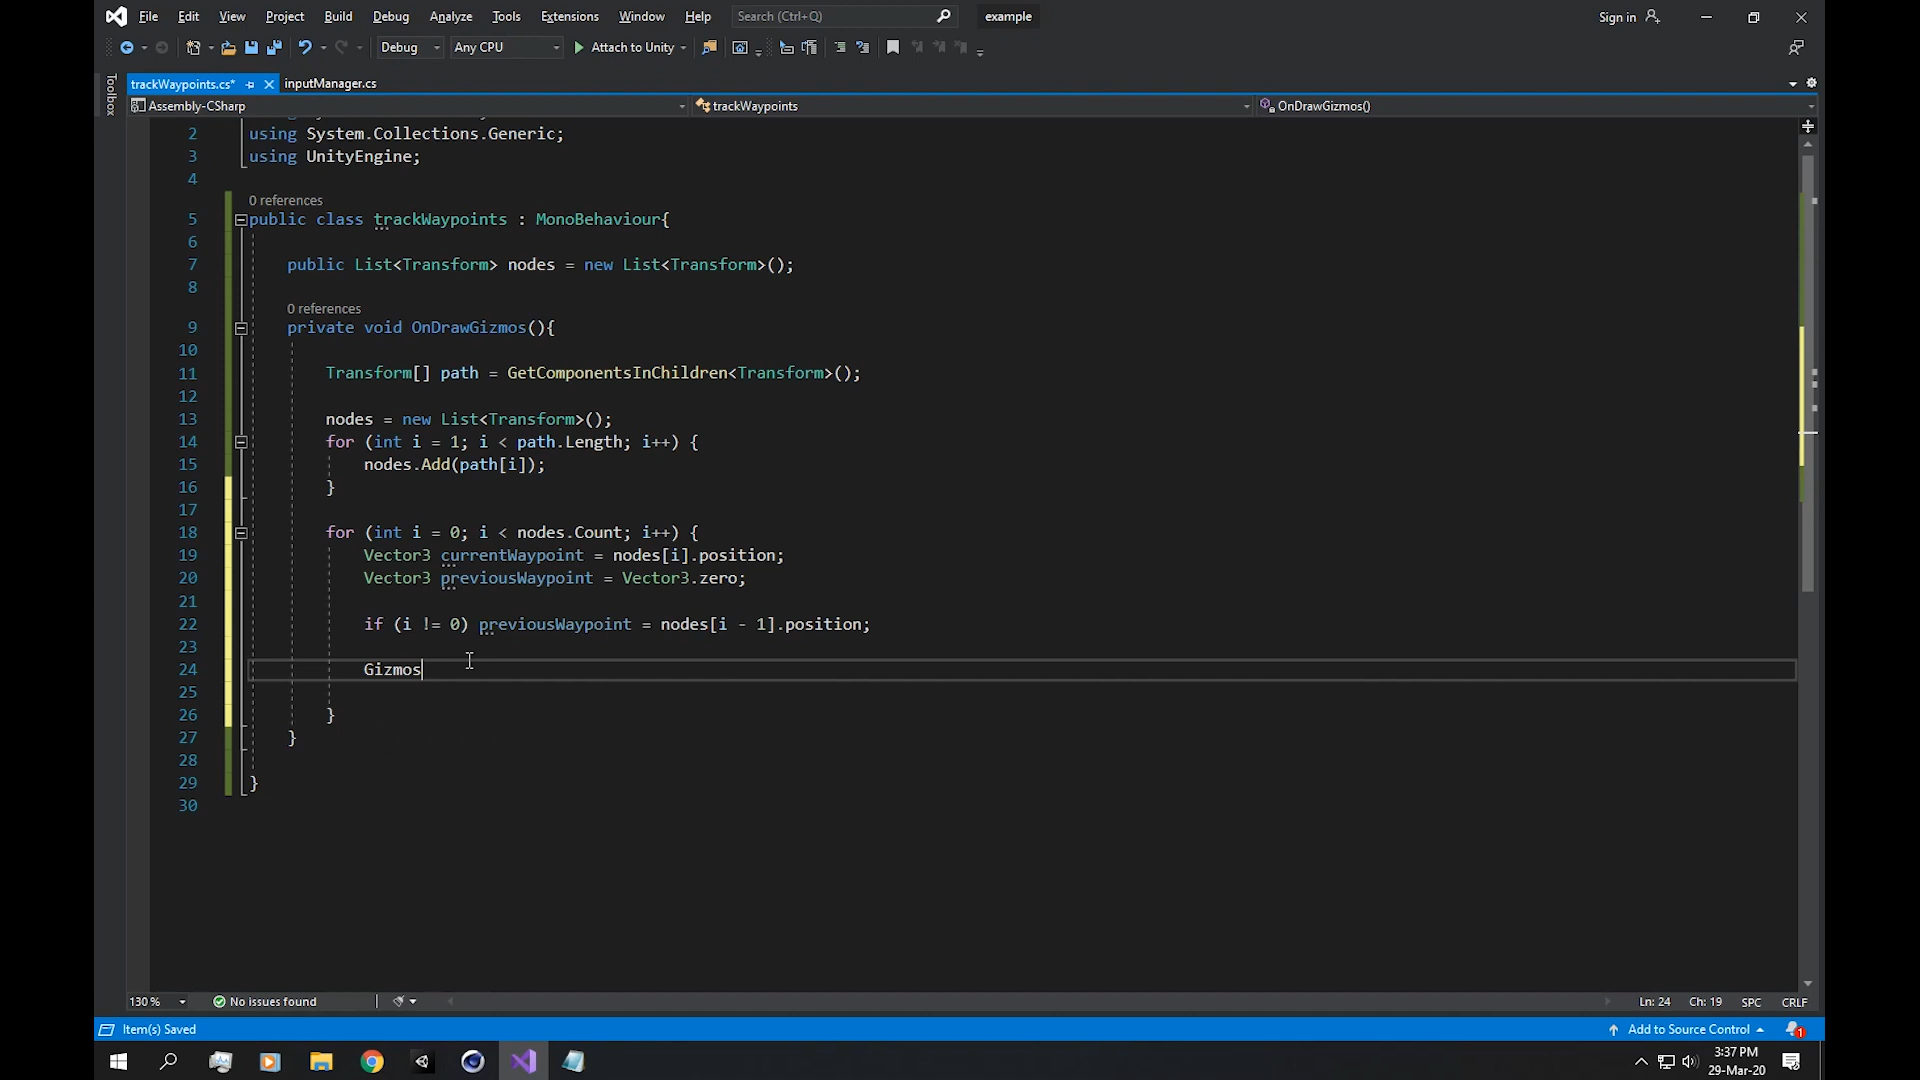 File Edit View Project Build Debug Analyze Tools Extensions Window Help Search (Ctrl+Q) example Sign in
Debug Any CPU Attach to Unity
Toolbox
trackWaypoints.cs* inputManager.cs
Assembly-CSharp trackWaypoints OnDrawGizmos()
2 using System.Collections.Generic;
3 using UnityEngine;
4
0 references
5 public class trackWaypoints : MonoBehaviour{
6
7 public List<Transform> nodes = new List<Transform>();
8
0 references
9 private void OnDrawGizmos(){
10
11 Transform[] path = GetComponentsInChildren<Transform>();
12
13 nodes = new List<Transform>();
14 for (int i = 1; i < path.Length; i++) {
15 nodes.Add(path[i]);
16 }
17
18 for (int i = 0; i < nodes.Count; i++) {
19 Vector3 currentWaypoint = nodes[i].position;
20 Vector3 previousWaypoint = Vector3.zero;
21
22 if (i != 0) previousWaypoint = nodes[i - 1].position;
23
24 Gizmos
25
26 }
27 }
28
29 }
30
130 % No issues found Ln: 24 Ch: 19 SPC CRLF
Item(s) Saved Add to Source Control 1
3:37 PM
29-Mar-20